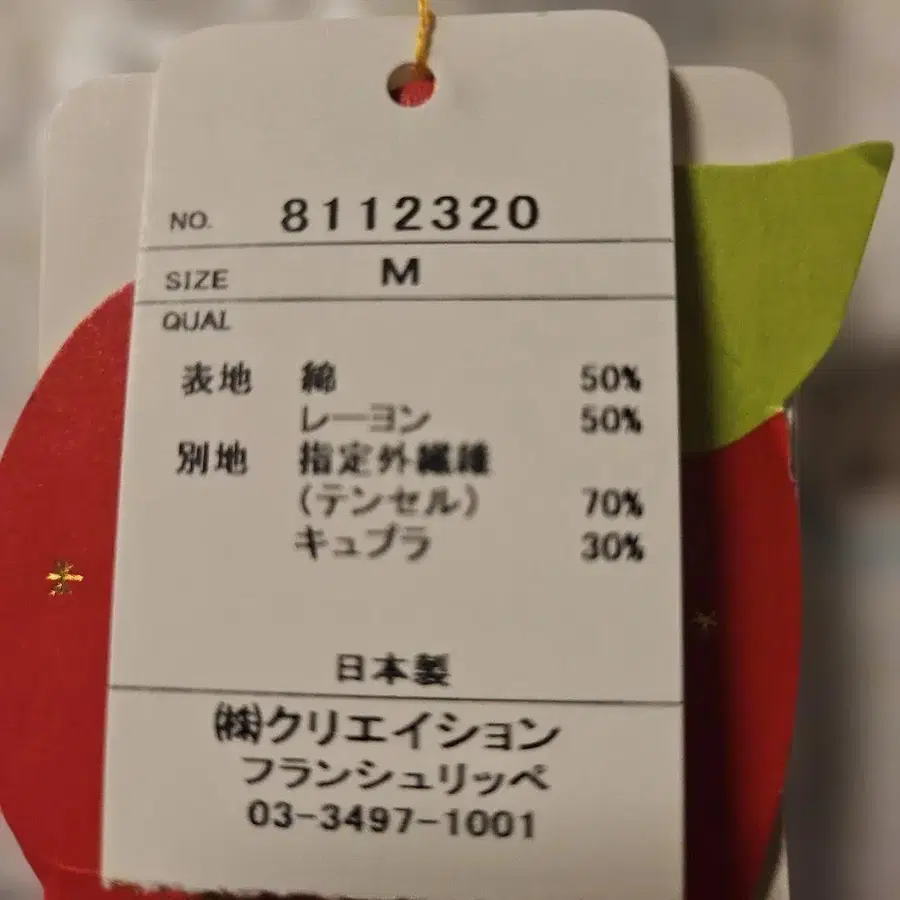 NO. 8112320
SIZE M
QUAL
表地 綿 50%
レーヨン 50%
別地 指定外繊維
(テンセル) 70%
キュプラ 30%
日本製
㈱クリエイション
フランシュリッペ
03-3497-1001